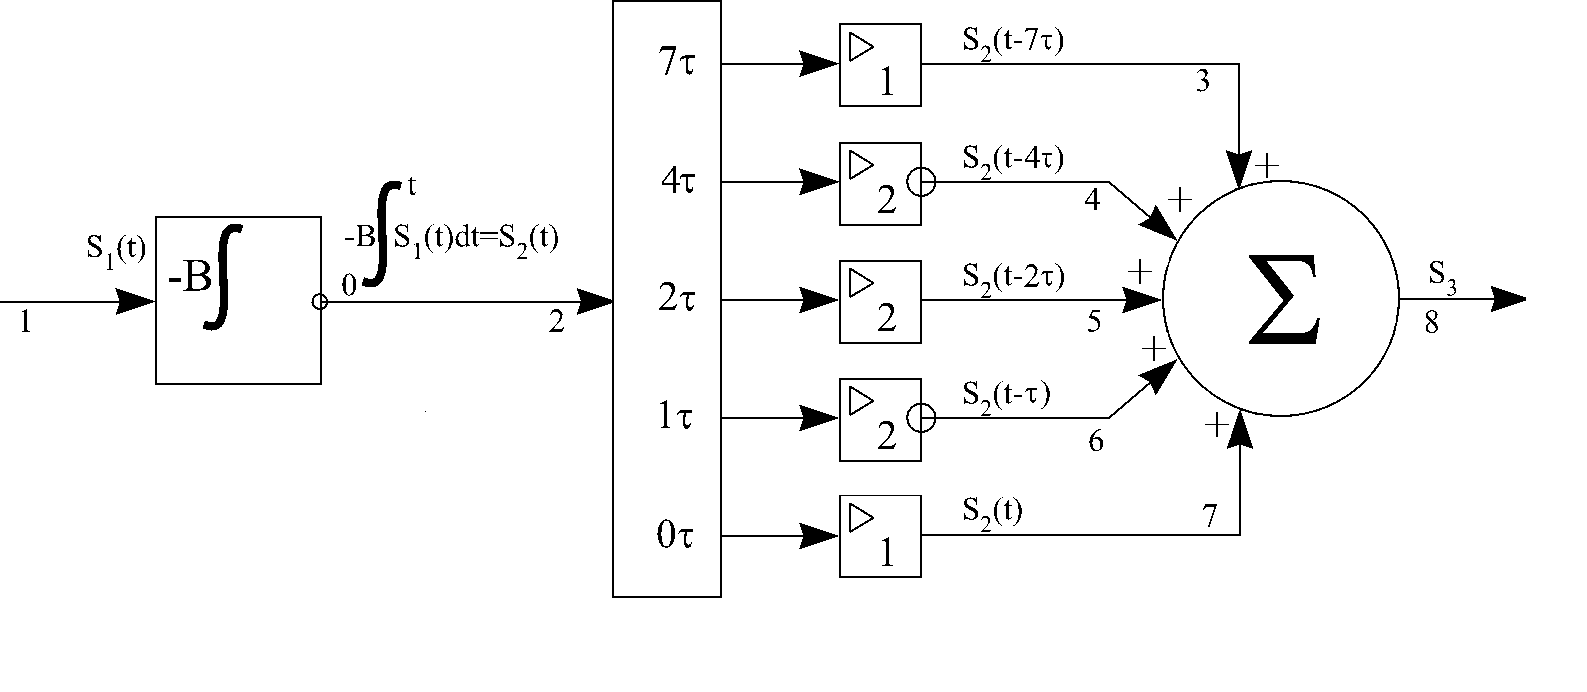 S1(t)
-B∫
1
-B∫0t S1(t)dt=S2(t)
2
7τ
4τ
2τ
1τ
0τ
1
2
2
2
1
S2(t-7τ)
3
S2(t-4τ)
4
S2(t-2τ)
5
S2(t-τ)
6
S2(t)
7
+
+
+
+
+
Σ
S3
8